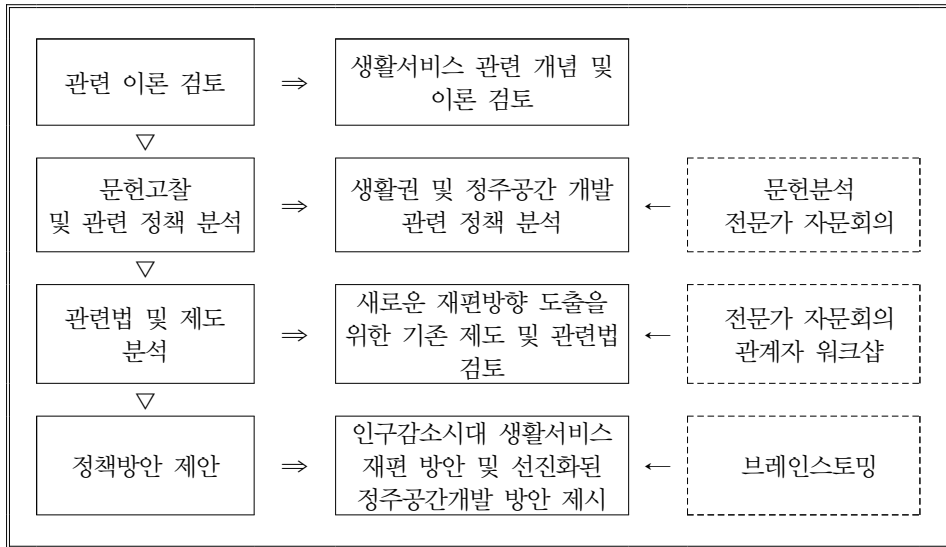 관련 이론 검토
⇒
생활서비스 관련 개념 및
이론 검토
▽
문헌고찰
및 관련 정책 분석
⇒
생활권 및 정주공간 개발
관련 정책 분석
←
문헌분석
전문가 자문회의
▽
관련법 및 제도
분석
⇒
새로운 재편방향 도출을
위한 기존 제도 및 관련법
검토
←
전문가 자문회의
관계자 워크샵
▽
정책방안 제안
⇒
인구감소시대 생활서비스
재편 방안 및 선진화된
정주공간개발 방안 제시
←
브레인스토밍